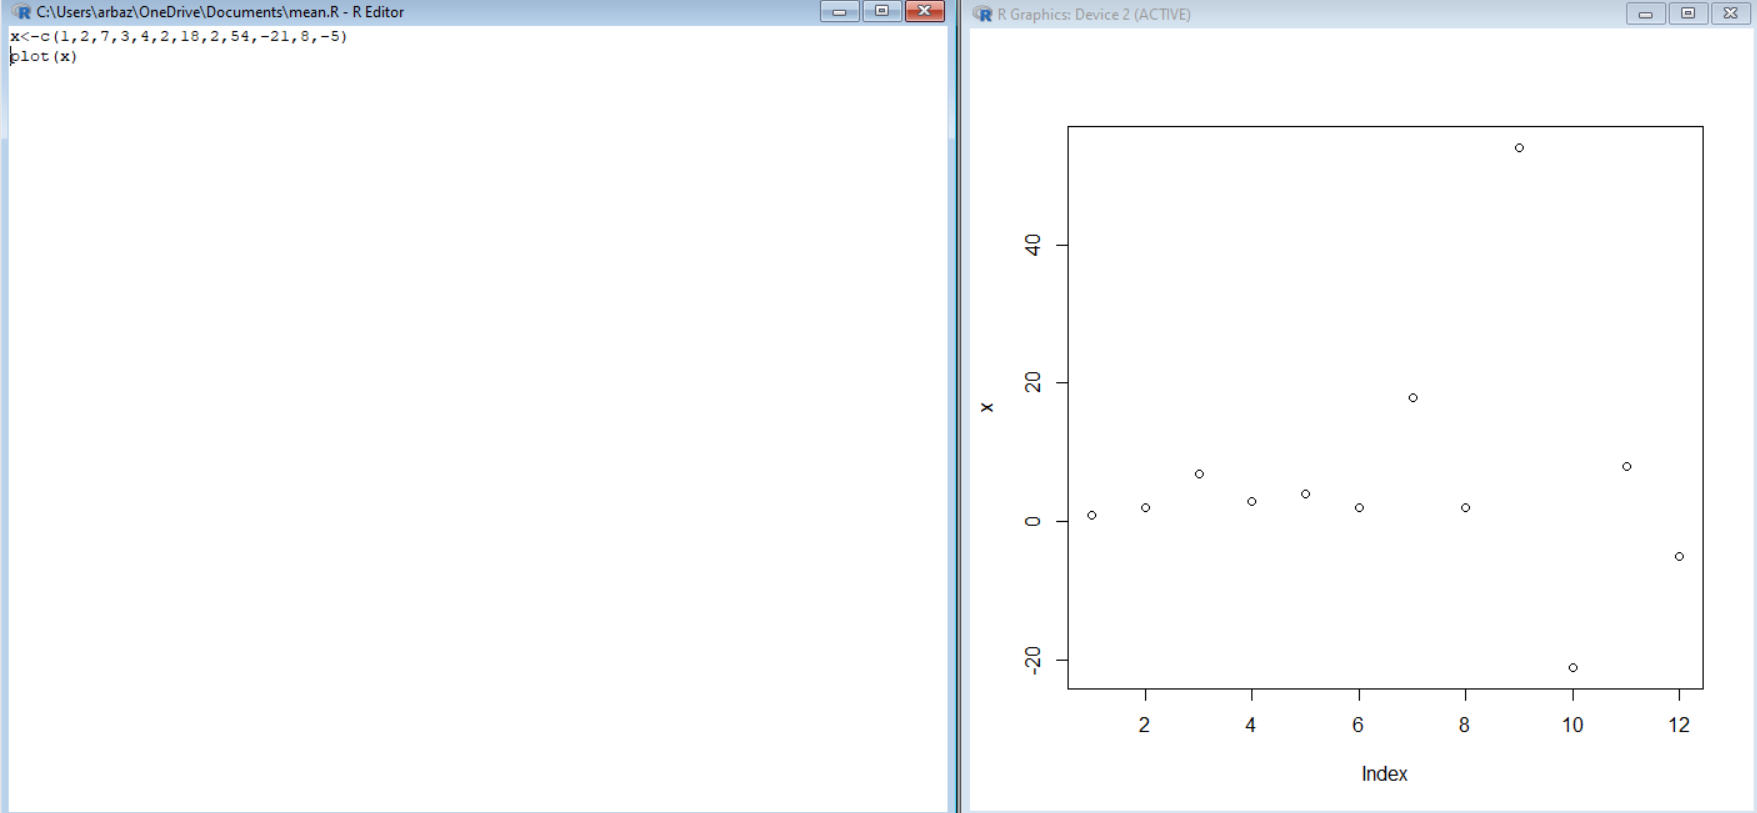 C:\Users\arbaz\OneDrive\Documents\mean.R - R Editor
x<-c(1,2,7,3,4,2,18,2,54,-21,8,-5)
plot(x)
R Graphics: Device 2 (ACTIVE)
40
20
0
-20
x
2 4 6 8 10 12
Index